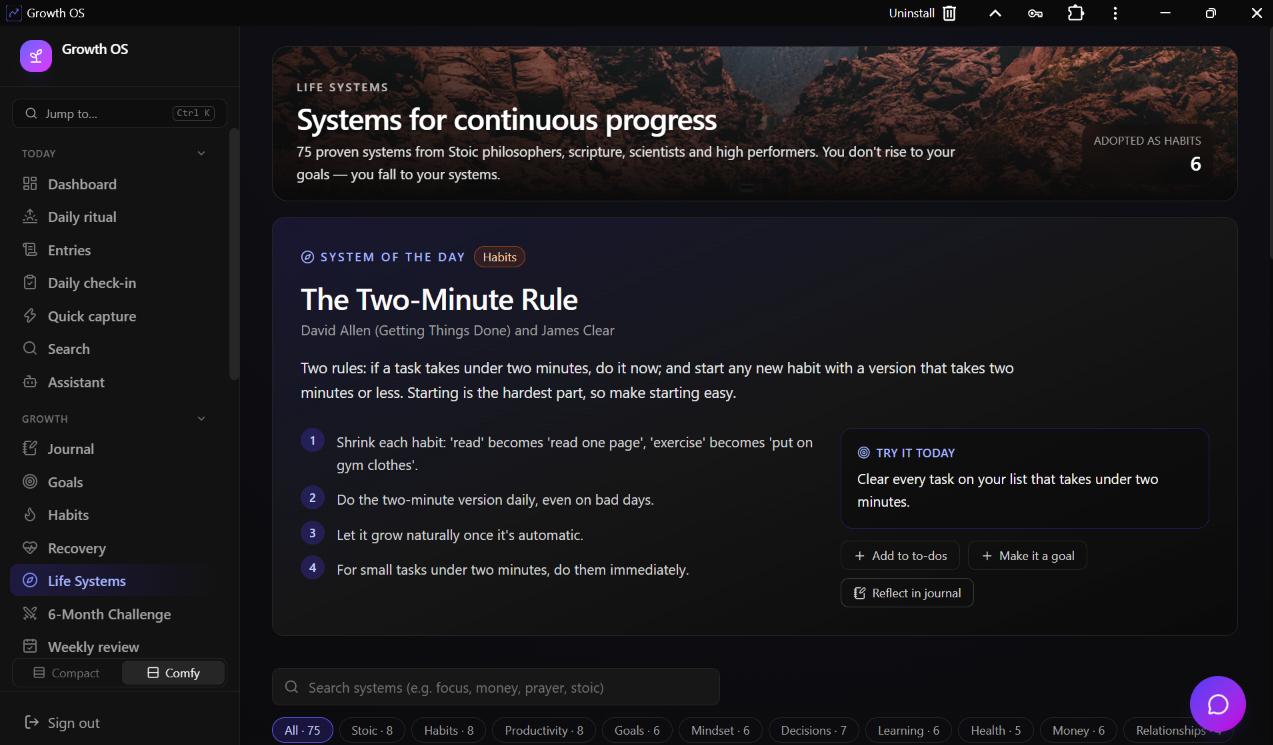 Growth OS
Uninstall
Growth OS
Jump to...
Ctrl K
TODAY
Dashboard
Daily ritual
Entries
Daily check-in
Quick capture
Search
Assistant
GROWTH
Journal
Goals
Habits
Recovery
Life Systems
6-Month Challenge
Weekly review
Compact
Comfy
Sign out
LIFE SYSTEMS
Systems for continuous progress
75 proven systems from Stoic philosophers, scripture, scientists and high performers. You don't rise to your
goals — you fall to your systems.
ADOPTED AS HABITS
6
SYSTEM OF THE DAY
Habits
The Two-Minute Rule
David Allen (Getting Things Done) and James Clear
Two rules: if a task takes under two minutes, do it now; and start any new habit with a version that takes two
minutes or less. Starting is the hardest part, so make starting easy.
1 Shrink each habit: 'read' becomes 'read one page', 'exercise' becomes 'put on
gym clothes'.
2 Do the two-minute version daily, even on bad days.
3 Let it grow naturally once it's automatic.
4 For small tasks under two minutes, do them immediately.
TRY IT TODAY
Clear every task on your list that takes under two
minutes.
+ Add to to-dos
+ Make it a goal
Reflect in journal
Search systems (e.g. focus, money, prayer, stoic)
All · 75
Stoic · 8
Habits · 8
Productivity · 8
Goals · 6
Mindset · 6
Decisions · 7
Learning · 6
Health · 5
Money · 6
Relationships